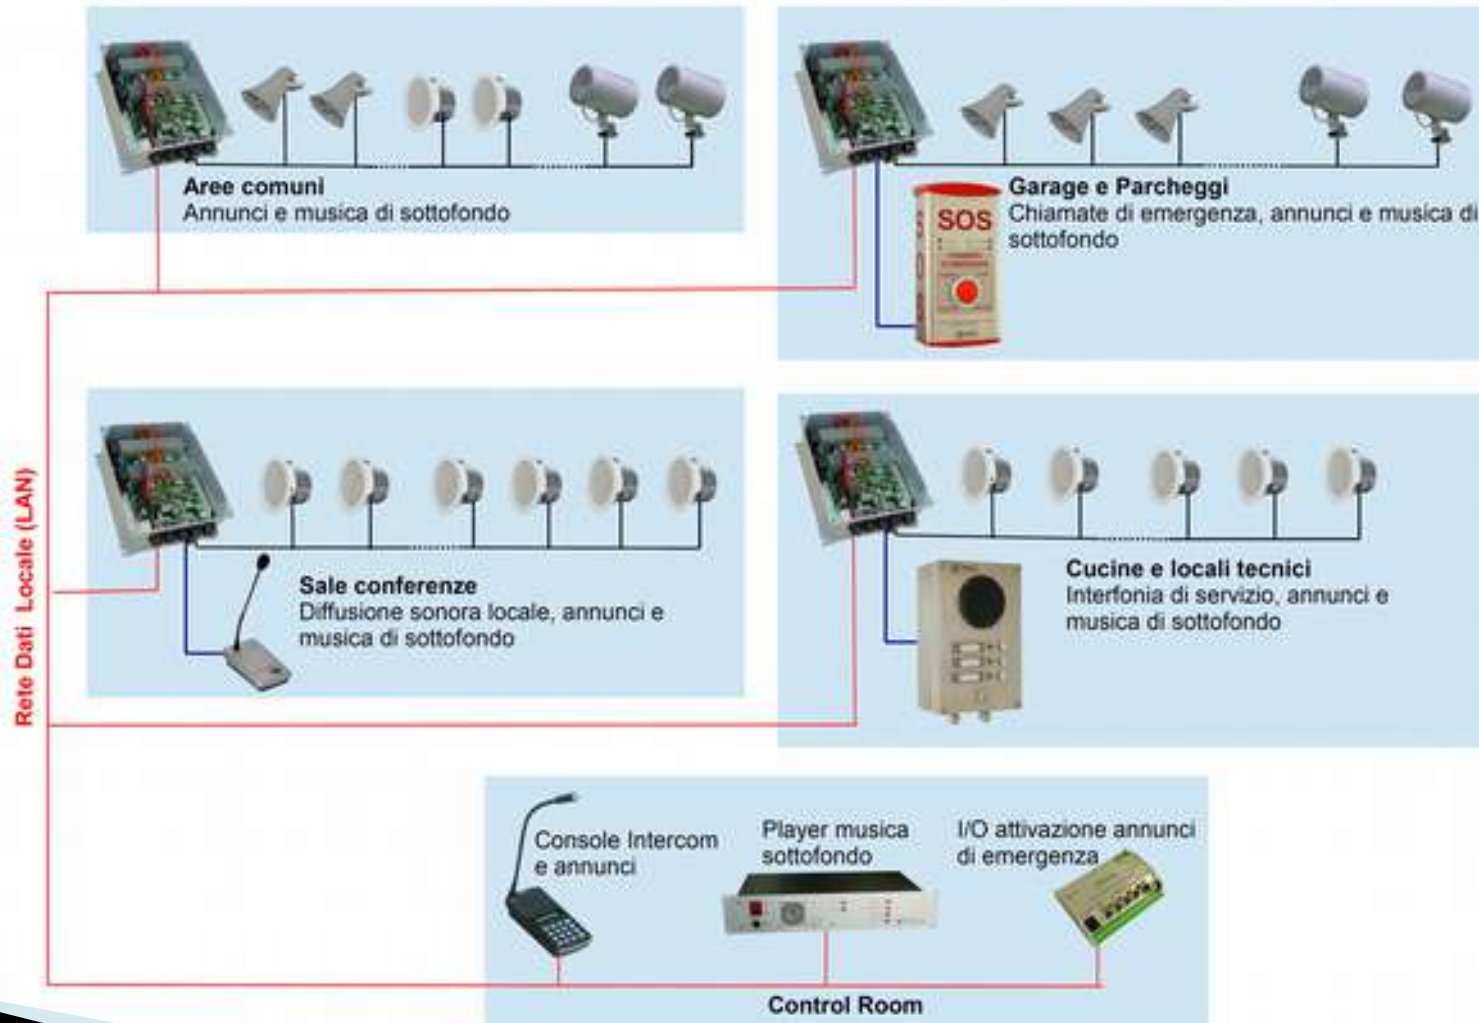 Aree comuni
Annunci e musica di sottofondo
Garage e Parcheggi
Chiamate di emergenza, annunci e musica di
sottofondo
SOS
S
O
S
Rete Dati Locale (LAN)
Sale conferenze
Diffusione sonora locale, annunci e
musica di sottofondo
Cucine e locali tecnici
Interfonia di servizio, annunci e
musica di sottofondo
Console Intercom
e annunci
Player musica
sottofondo
I/O attivazione annunci
di emergenza
Control Room